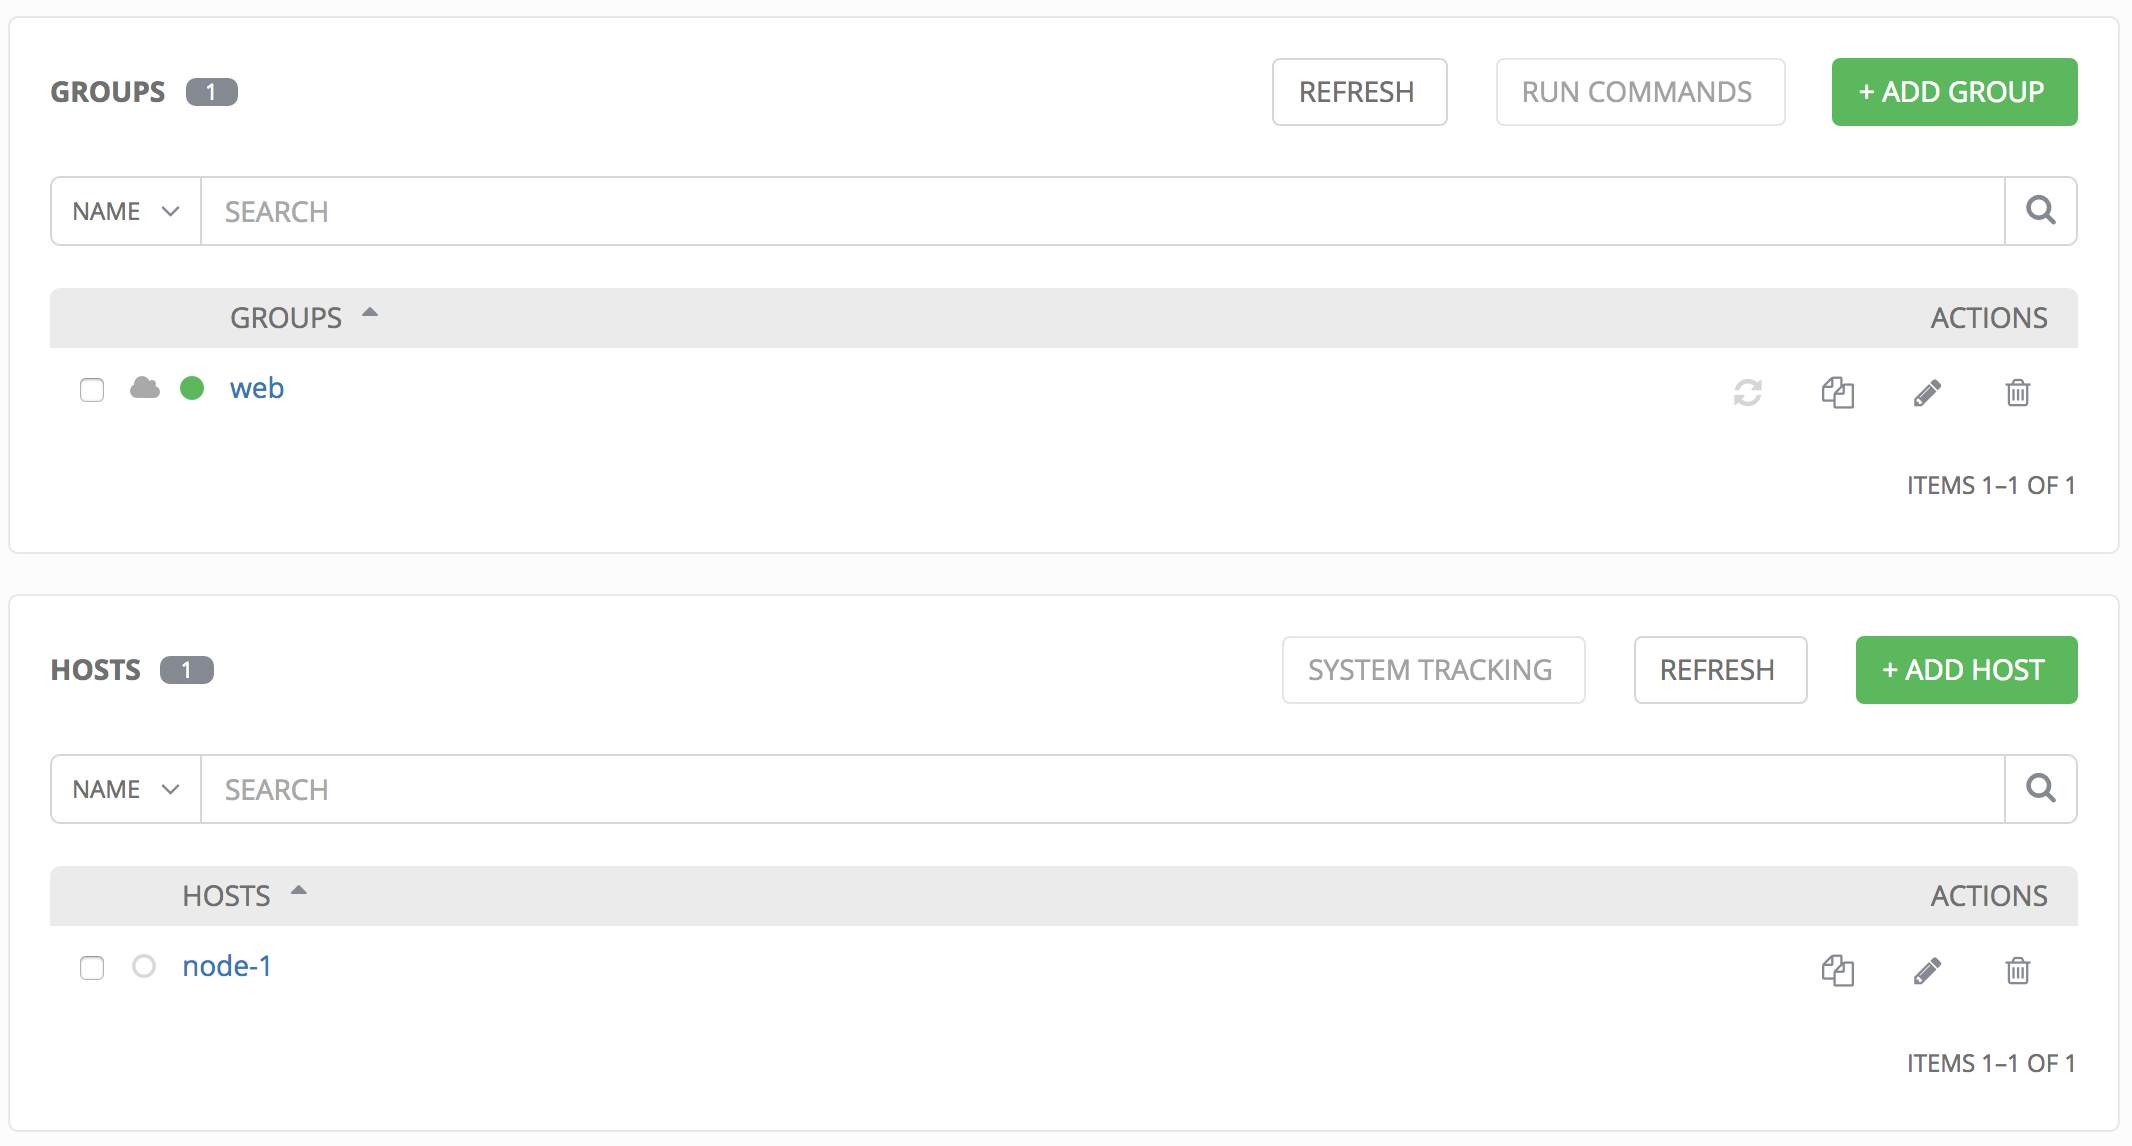 GROUPS 1 REFRESH RUN COMMANDS + ADD GROUP
NAME SEARCH
GROUPS ACTIONS
web
ITEMS 1–1 OF 1
HOSTS 1 SYSTEM TRACKING REFRESH + ADD HOST
NAME SEARCH
HOSTS ACTIONS
node-1
ITEMS 1–1 OF 1